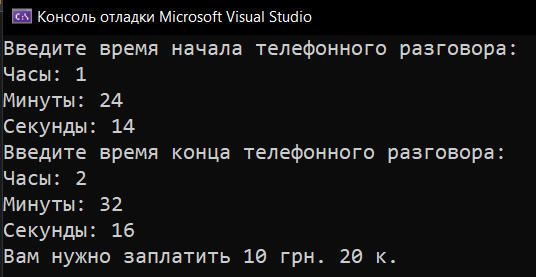 C:\ Консоль отладки Microsoft Visual Studio
Введите время начала телефонного разговора:
Часы: 1
Минуты: 24
Секунды: 14
Введите время конца телефонного разговора:
Часы: 2
Минуты: 32
Секунды: 16
Вам нужно заплатить 10 грн. 20 к.